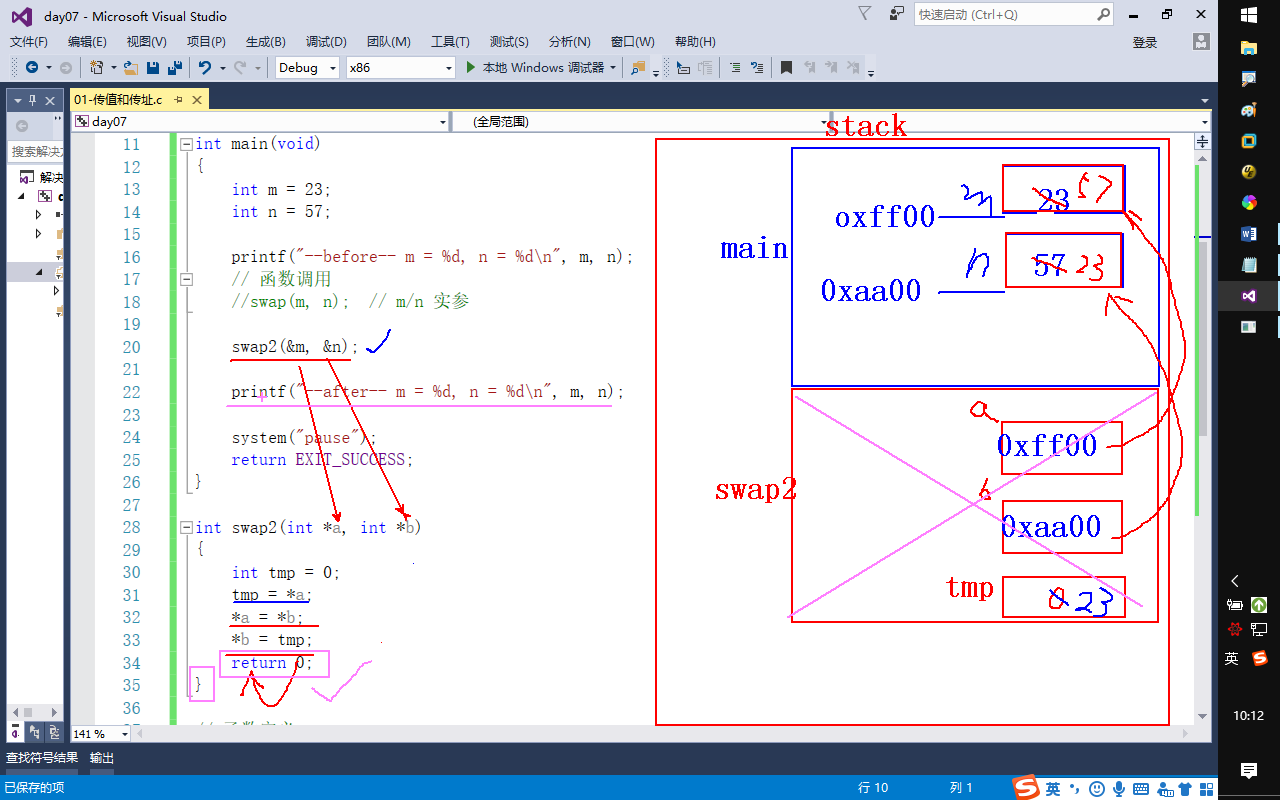 day07 - Microsoft Visual Studio
快速启动 (Ctrl+Q)
文件(F) 编辑(E) 视图(V) 项目(P) 生成(B) 调试(D) 团队(M) 工具(T) 测试(S) 分析(N) 窗口(W) 帮助(H) 登录
Debug x86 本地 Windows 调试器
01-传值和传址.c
day07 (全局范围)
搜索解决
解决
11 int main(void)
12 {
13 int m = 23;
14 int n = 57;
15
16 printf("--before-- m = %d, n = %d\n", m, n);
17 // 函数调用
18 //swap(m, n); // m/n 实参
19
20 swap2(&m, &n);
21
22 printf("--after-- m = %d, n = %d\n", m, n);
23
24 system("pause");
25 return EXIT_SUCCESS;
26 }
27
28 int swap2(int *a, int *b)
29 {
30 int tmp = 0;
31 tmp = *a;
32 *a = *b;
33 *b = tmp;
34 return 0;
35 }
36
stack
main
oxff00 m 23 57
0xaa00 n 57 23
swap2
a 0xff00
b 0xaa00
tmp 0 23
141 %
查找符号结果 输出
已保存的项 行 10 列 1
英
英
10:12